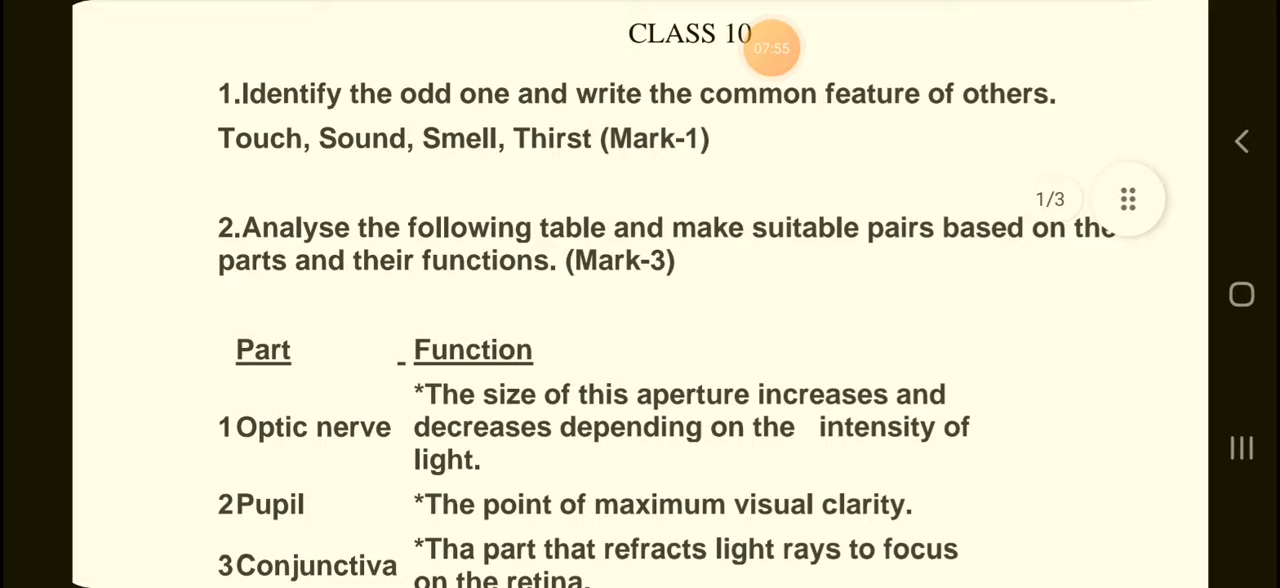 CLASS 10
07:55
1.Identify the odd one and write the common feature of others.
Touch, Sound, Smell, Thirst (Mark-1)
1/3
2.Analyse the following table and make suitable pairs based on the
parts and their functions. (Mark-3)
Part Function
*The size of this aperture increases and
1 Optic nerve decreases depending on the intensity of
light.
2 Pupil *The point of maximum visual clarity.
*Tha part that refracts light rays to focus
3 Conjunctiva
on the retina.